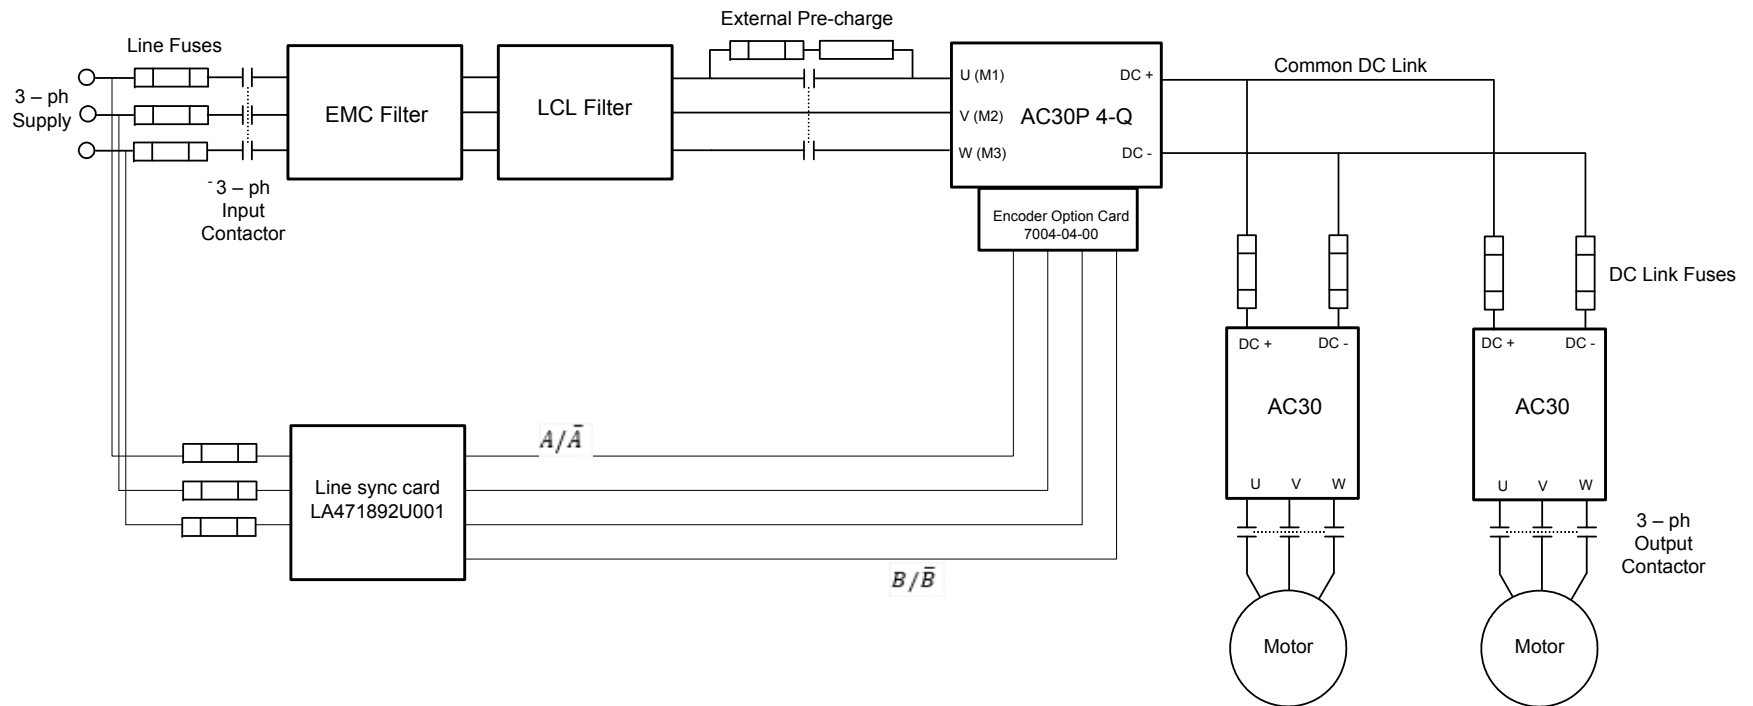 External Pre-charge
Line Fuses
3 – ph
Supply
EMC Filter
LCL Filter
U (M1)
DC +
V (M2)
AC30P 4-Q
W (M3)
DC -
Common DC Link
3 – ph
Input
Contactor
Encoder Option Card
7004-04-00
DC Link Fuses
DC +
DC -
AC30
U
V
W
DC +
DC -
AC30
U
V
W
Line sync card
LA471892U001
A/Ā
B/B̄
3 – ph
Output
Contactor
Motor
Motor